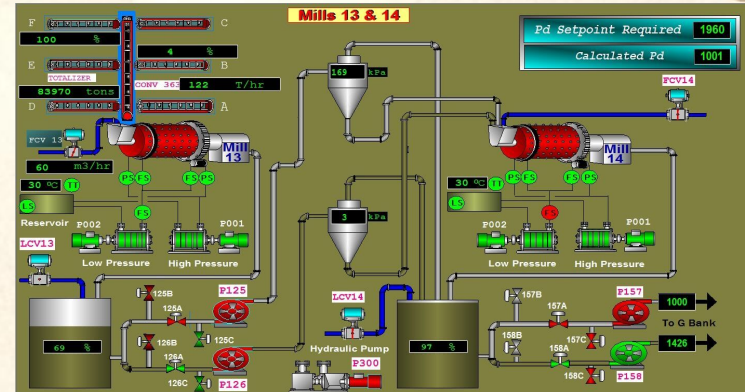 Mills 13 & 14
F
C
100 %
4 %
E
B
TOTALIZER
83970 tons
CONV 363
122 T/hr
D
A
Pd Setpoint Required 1960
Calculated Pd 1001
169 kPa
FCV14
FCV 13
60 m3/hr
Mill 13
Mill 14
30 ºC TT
PS FS FS PS
LS
FS
Reservoir
P002
P001
Low Pressure
High Pressure
30 ºC TT
PS FS FS PS
LS
FS
P002
P001
Low Pressure
High Pressure
3 kPa
LCV13
69 %
125B
125A
P125
126B
125C
126A
126C
P126
LCV14
Hydraulic Pump
P300
97 %
157B
157A
P157
158B
157C
158A
158C
P158
1000
To G Bank
1426